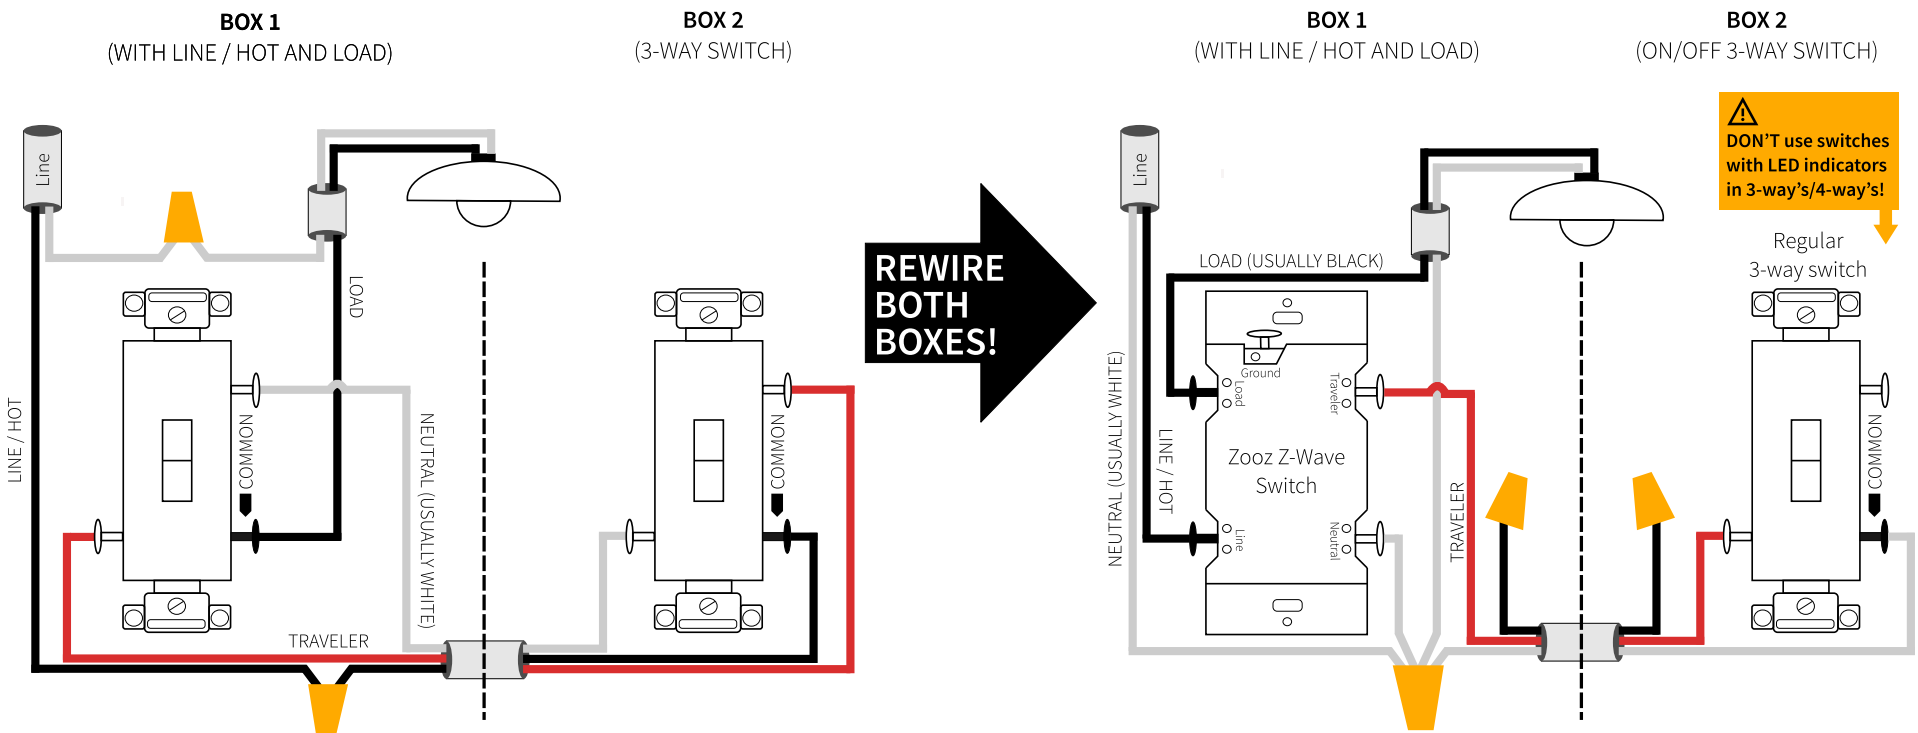 BOX 1
(WITH LINE / HOT AND LOAD)
BOX 2
(3-WAY SWITCH)
Line
LOAD
LINE / HOT
COMMON
NEUTRAL (USUALLY WHITE)
TRAVELER
COMMON
REWIRE
BOTH
BOXES!
BOX 1
(WITH LINE / HOT AND LOAD)
BOX 2
(ON/OFF 3-WAY SWITCH)
DON'T use switches
with LED indicators
in 3-way's/4-way's!
Regular
3-way switch
Line
LOAD (USUALLY BLACK)
NEUTRAL (USUALLY WHITE)
LINE / HOT
Ground
Load
Traveler
Zooz Z-Wave
Switch
Line
Neutral
TRAVELER
COMMON